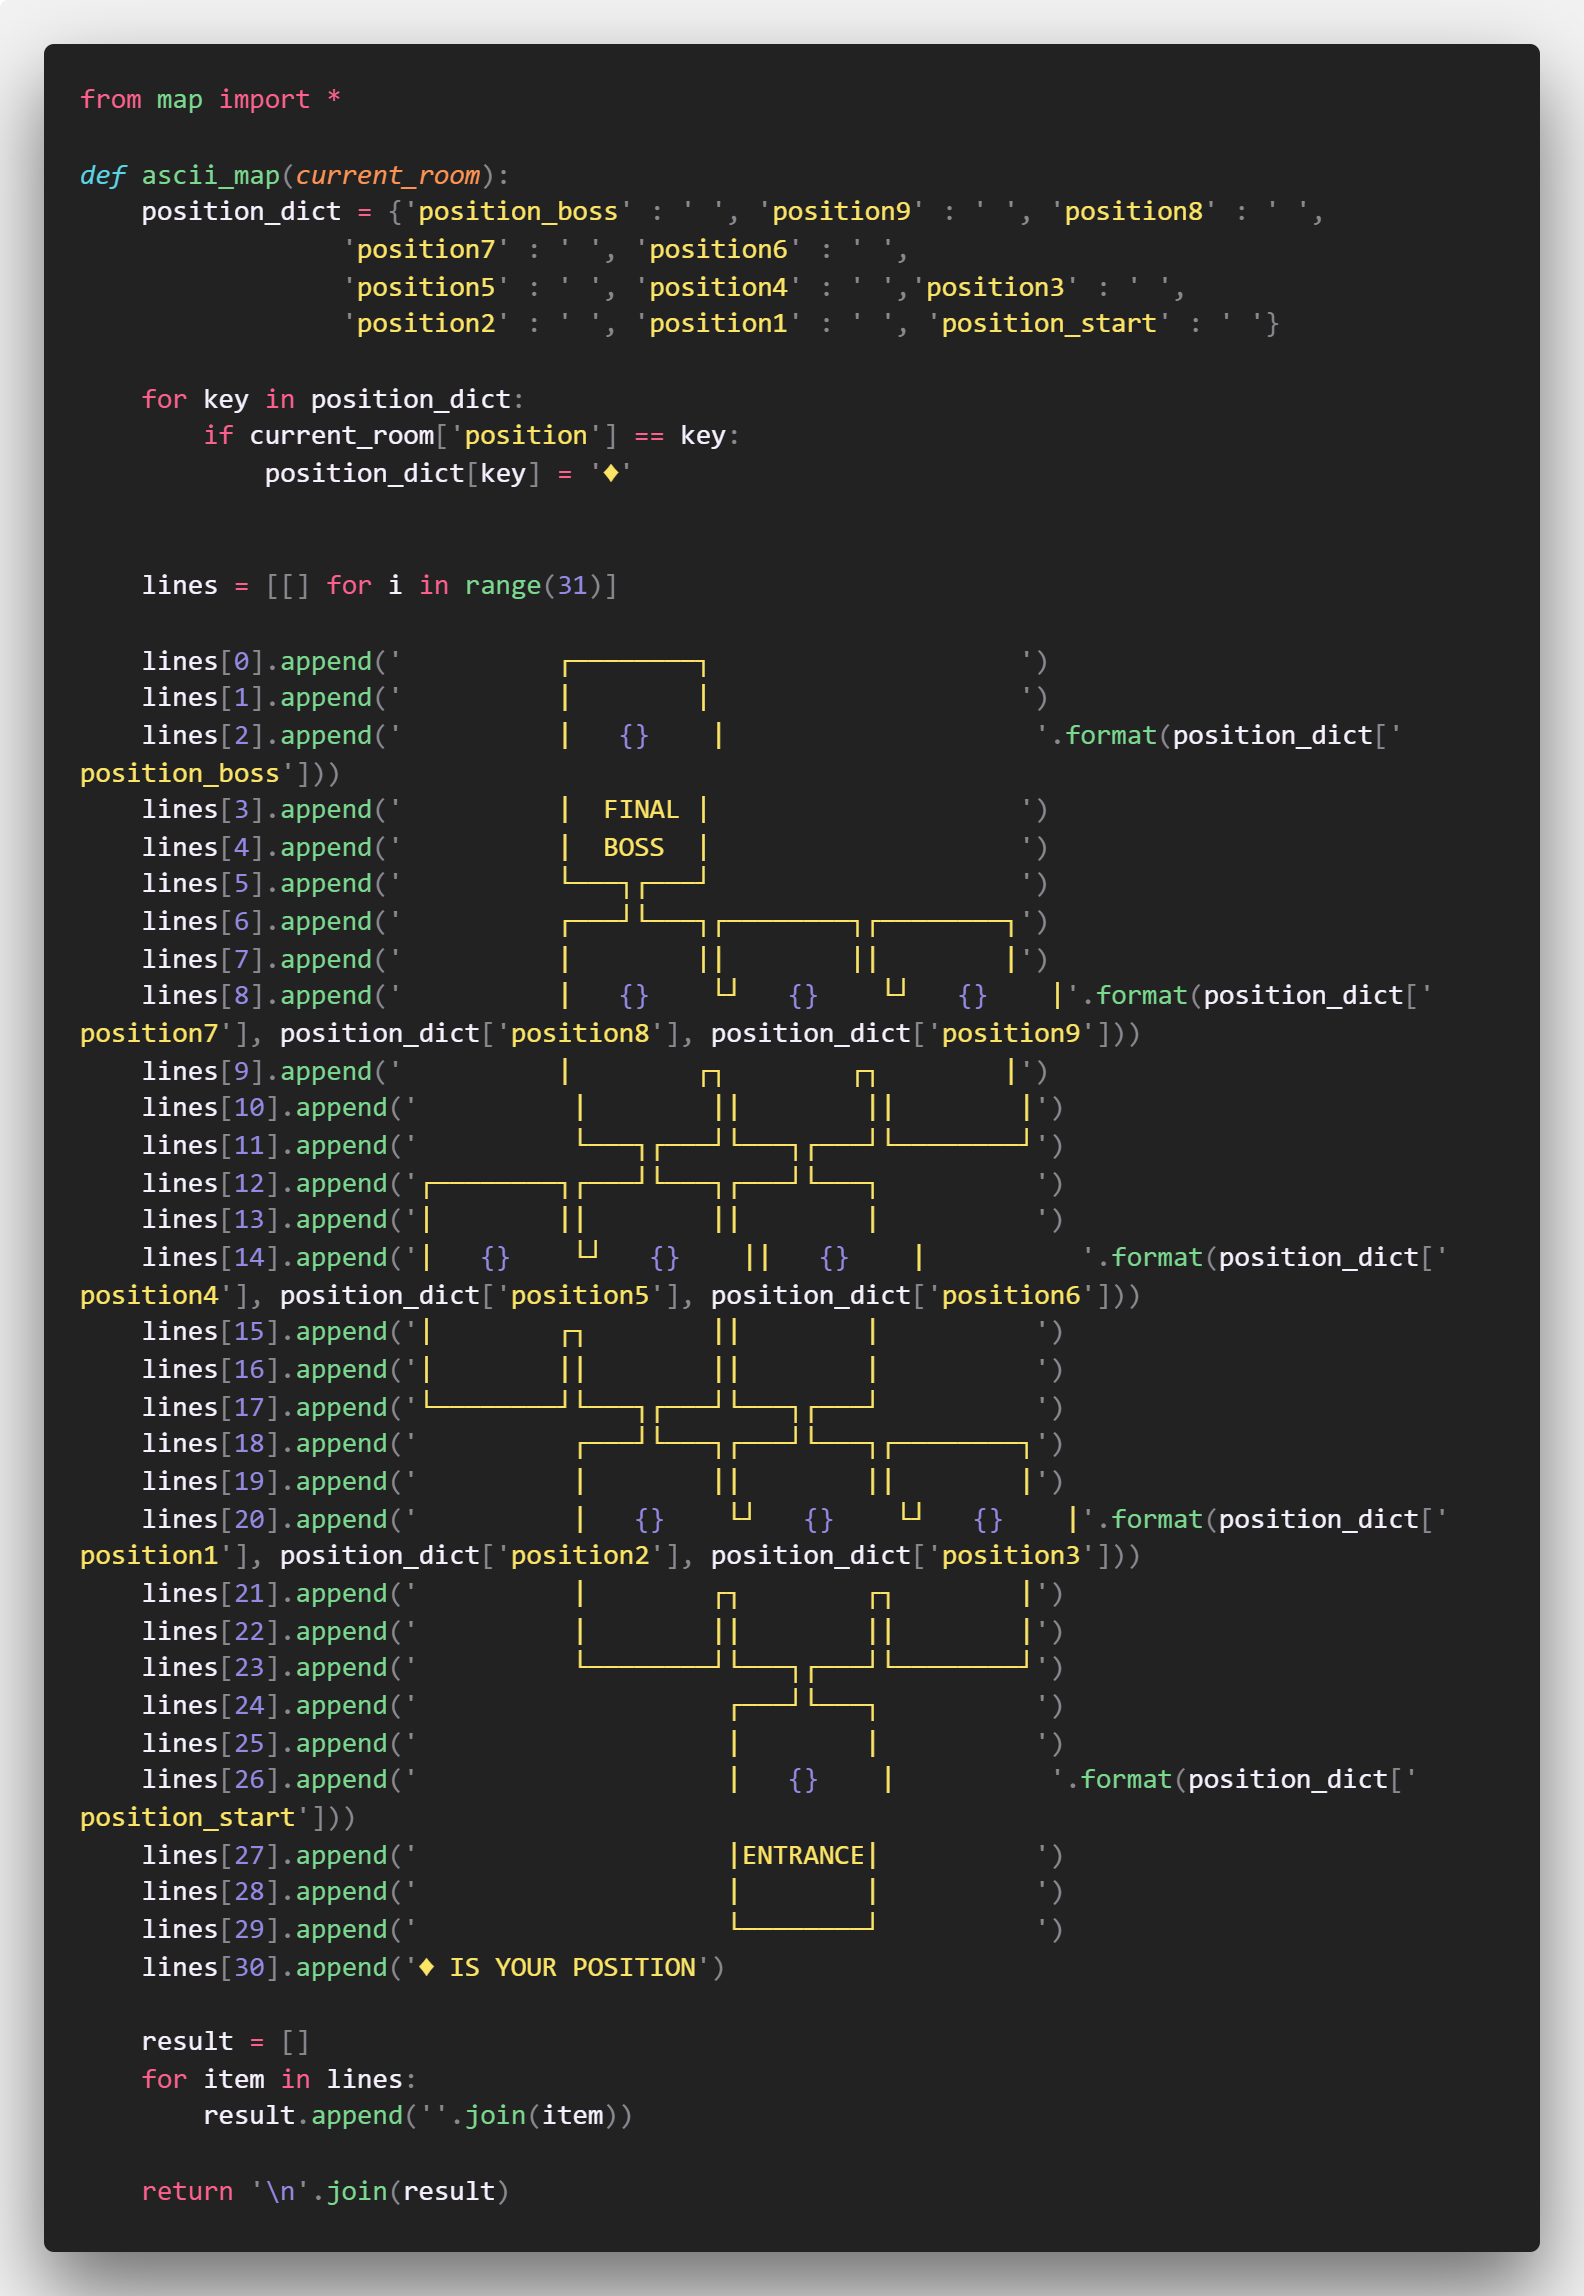 from map import *
def ascii_map(current_room):
    position_dict = {'position_boss' : ' ', 'position9' : ' ', 'position8' : ' ',
                 'position7' : ' ', 'position6' : ' ',
                 'position5' : ' ', 'position4' : ' ','position3' : ' ',
                 'position2' : ' ', 'position1' : ' ', 'position_start' : ' '}
    for key in position_dict:
        if current_room['position'] == key:
            position_dict[key] = '♦'
    lines = [[] for i in range(31)]
    lines[0].append('          ┌────────┐                    ')
    lines[1].append('          |        |                    ')
    lines[2].append('          |   {}    |                    '.format(position_dict['
position_boss']))
    lines[3].append('          |  FINAL |                    ')
    lines[4].append('          |  BOSS  |                    ')
    lines[5].append('          └───┐┌───┘                    ')
    lines[6].append('          ┌───┘└───┐┌────────┐┌────────┐')
    lines[7].append('          |        ||        ||        |')
    lines[8].append('          |   {}    └┘   {}    └┘   {}    |'.format(position_dict['
position7'], position_dict['position8'], position_dict['position9']))
    lines[9].append('          |        ┌┐        ┌┐        |')
    lines[10].append('          |        ||        ||        |')
    lines[11].append('          └───┐┌───┘└───┐┌───┘└────────┘')
    lines[12].append('┌────────┐┌───┘└───┐┌───┘└───┐          ')
    lines[13].append('|        ||        ||        |          ')
    lines[14].append('|   {}    └┘   {}    ||   {}    |          '.format(position_dict['
position4'], position_dict['position5'], position_dict['position6']))
    lines[15].append('|        ┌┐        ||        |          ')
    lines[16].append('|        ||        ||        |          ')
    lines[17].append('└────────┘└───┐┌───┘└───┐┌───┘          ')
    lines[18].append('          ┌───┘└───┐┌───┘└───┐┌────────┐')
    lines[19].append('          |        ||        ||        |')
    lines[20].append('          |   {}    └┘   {}    └┘   {}    |'.format(position_dict['
position1'], position_dict['position2'], position_dict['position3']))
    lines[21].append('          |        ┌┐        ┌┐        |')
    lines[22].append('          |        ||        ||        |')
    lines[23].append('          └────────┘└───┐┌───┘└────────┘')
    lines[24].append('                    ┌───┘└───┐          ')
    lines[25].append('                    |        |          ')
    lines[26].append('                    |   {}    |          '.format(position_dict['
position_start']))
    lines[27].append('                    |ENTRANCE|          ')
    lines[28].append('                    |        |          ')
    lines[29].append('                    └────────┘          ')
    lines[30].append('♦ IS YOUR POSITION')
    result = []
    for item in lines:
        result.append(''.join(item))
    return '\n'.join(result)